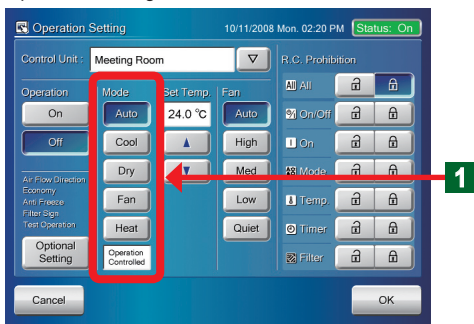 Operation Setting
10/11/2008 Mon. 02:20 PM
Status: On
Control Unit :
Meeting Room
R.C. Prohibition
Operation
On
Off
Air Flow Direction
Economy
Anti Freeze
Filter Sign
Test Operation
Optional
Setting
Mode
Auto
Cool
Dry
Fan
Heat
Operation
Controlled
Set Temp.
24.0 °C
Fan
Auto
High
Med
Low
Quiet
All All
On/Off
On
Mode
Temp.
Timer
Filter
1
Cancel
OK